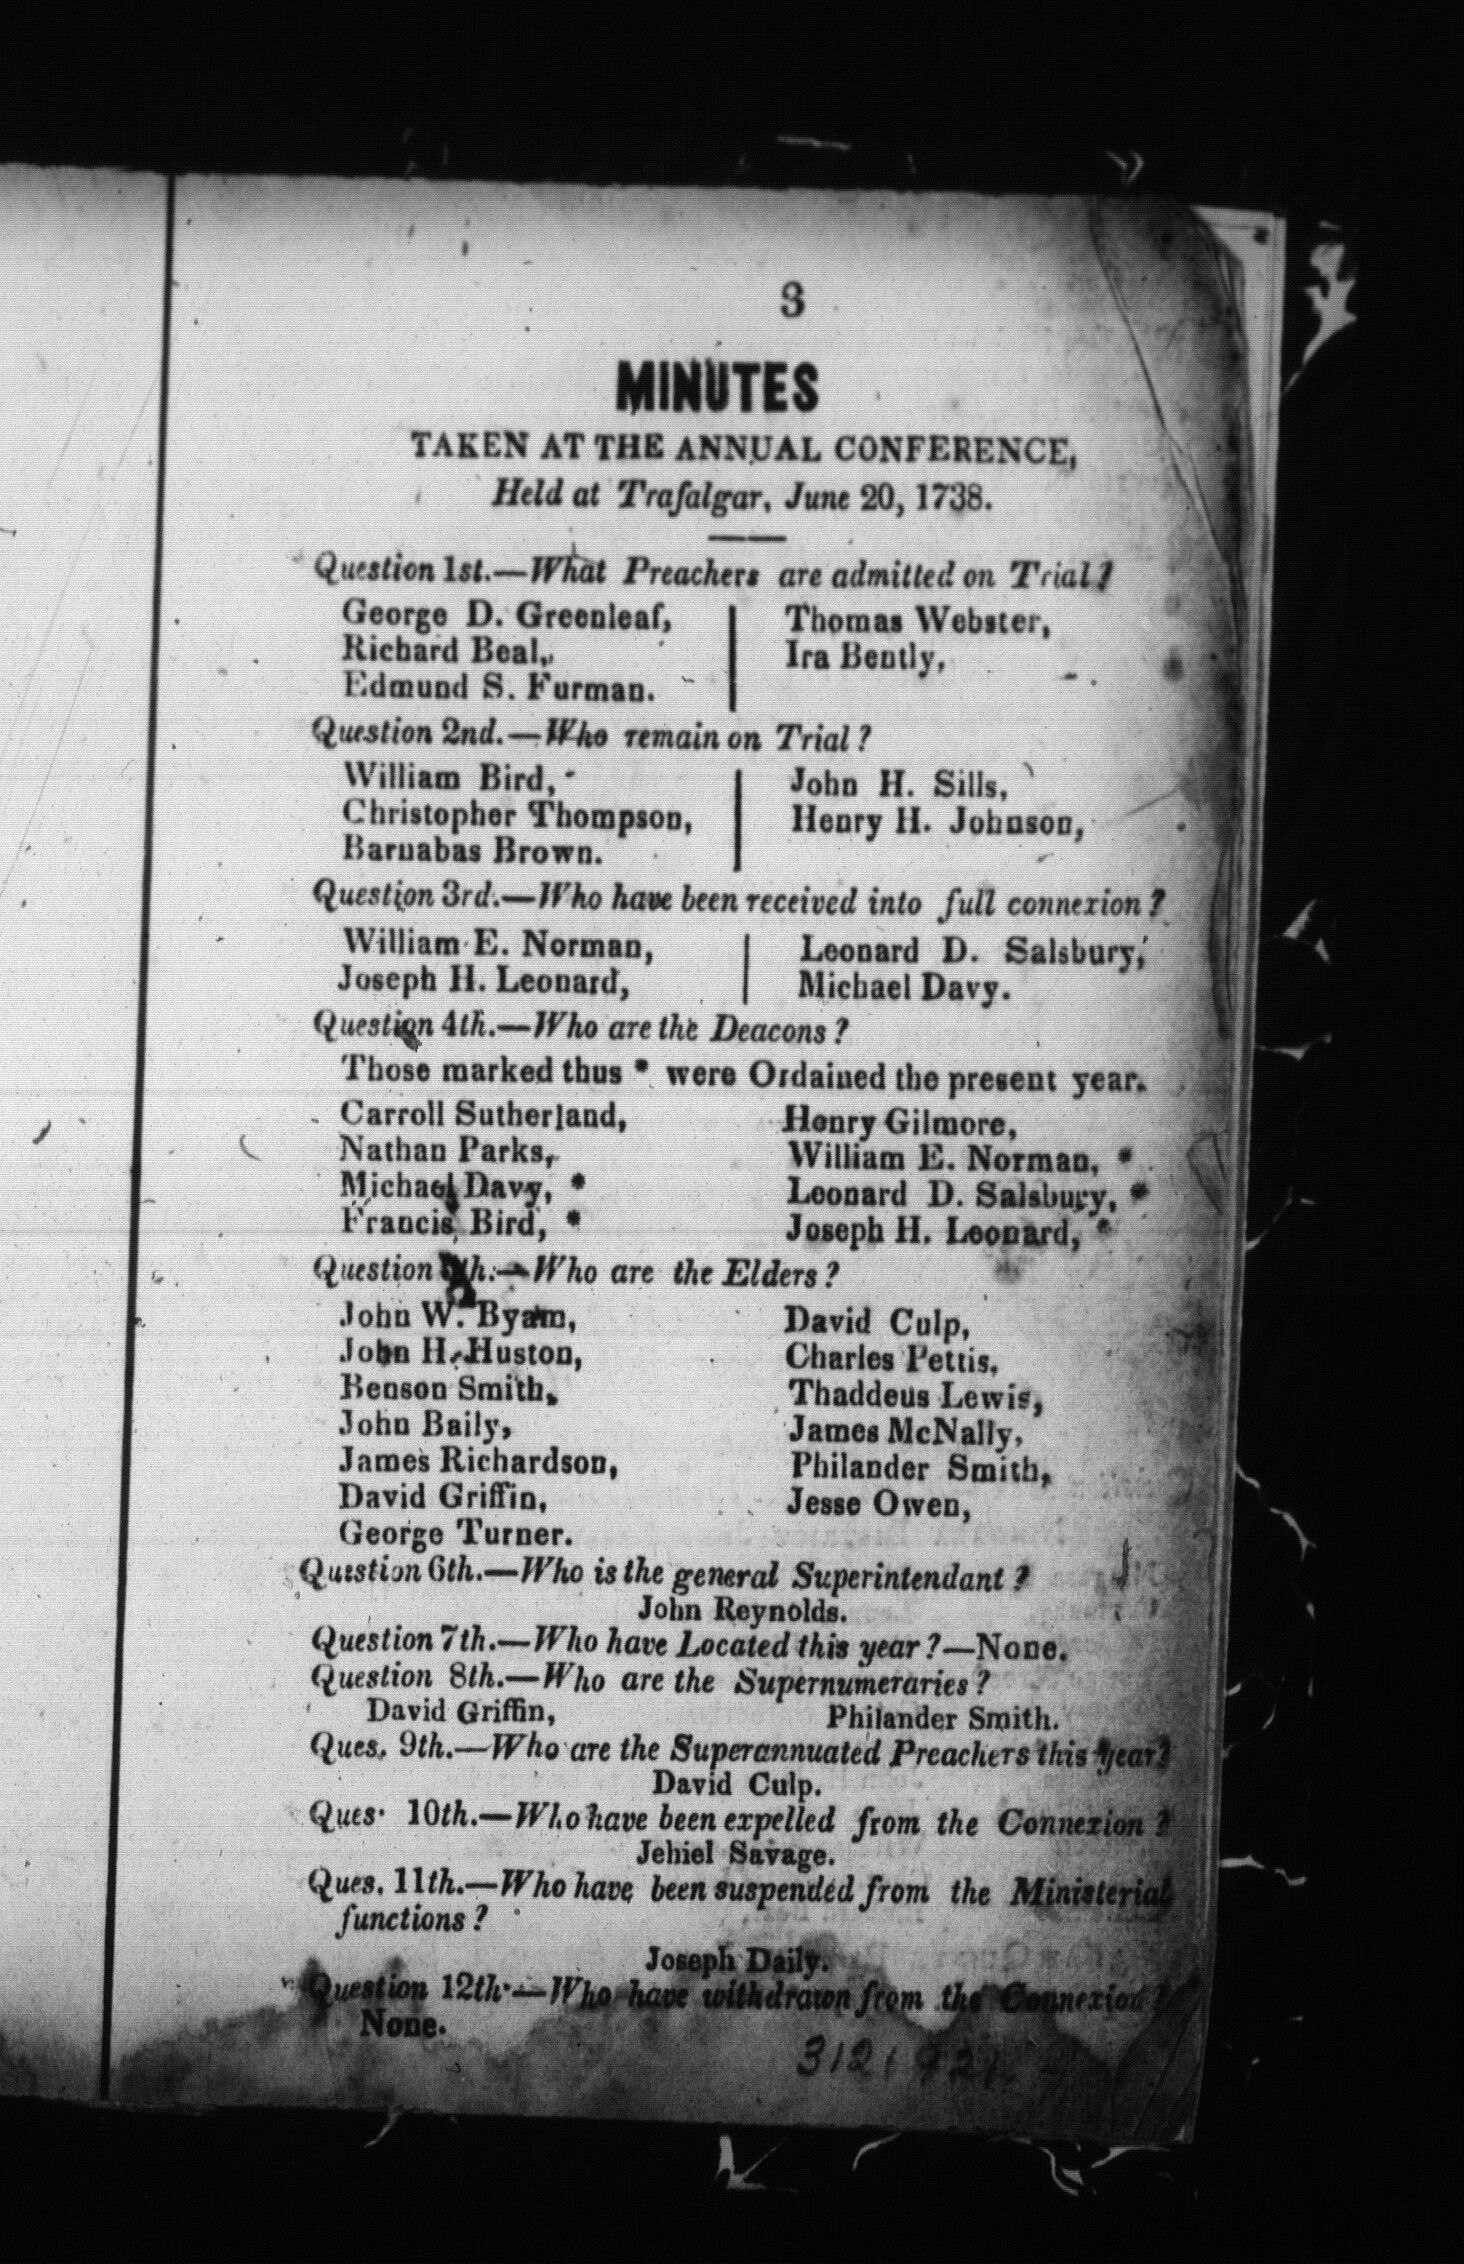 3
MINUTES
TAKEN AT THE ANNUAL CONFERENCE,
Held at Trafalgar, June 20, 1738.
Question 1st.—What Preachers are admitted on Trial?
George D. Greenleaf,
Richard Beal,
Edmund S. Furman.
Thomas Webster,
Ira Bently,
Question 2nd.—Who remain on Trial?
William Bird,
Christopher Thompson,
Barnabas Brown.
John H. Sills,
Henry H. Johnson,
Question 3rd.—Who have been received into full connexion?
William E. Norman,
Joseph H. Leonard,
Leonard D. Salsbury,
Michael Davy.
Question 4th.—Who are the Deacons?
Those marked thus * were Ordained the present year.
Carroll Sutherland,
Nathan Parks,
Michael Davy, *
Francis Bird, *
Henry Gilmore,
William E. Norman, *
Leonard D. Salsbury, *
Joseph H. Leonard, *
Question 5th.—Who are the Elders?
John W. Byam,
John H. Huston,
Benson Smith,
John Baily,
James Richardson,
David Griffin,
George Turner.
David Culp,
Charles Pettis,
Thaddeus Lewis,
James McNally,
Philander Smith,
Jesse Owen,
Question 6th.—Who is the general Superintendant?
John Reynolds.
Question 7th.—Who have Located this year?—None.
Question 8th.—Who are the Supernumeraries?
David Griffin, Philander Smith.
Ques. 9th.—Who are the Superannuated Preachers this year?
David Culp.
Ques. 10th.—Who have been expelled from the Connexion?
Jehiel Savage.
Ques. 11th.—Who have been suspended from the Ministerial
functions?
Joseph Daily.
Question 12th.—Who have withdrawn from the Connexion?
None.